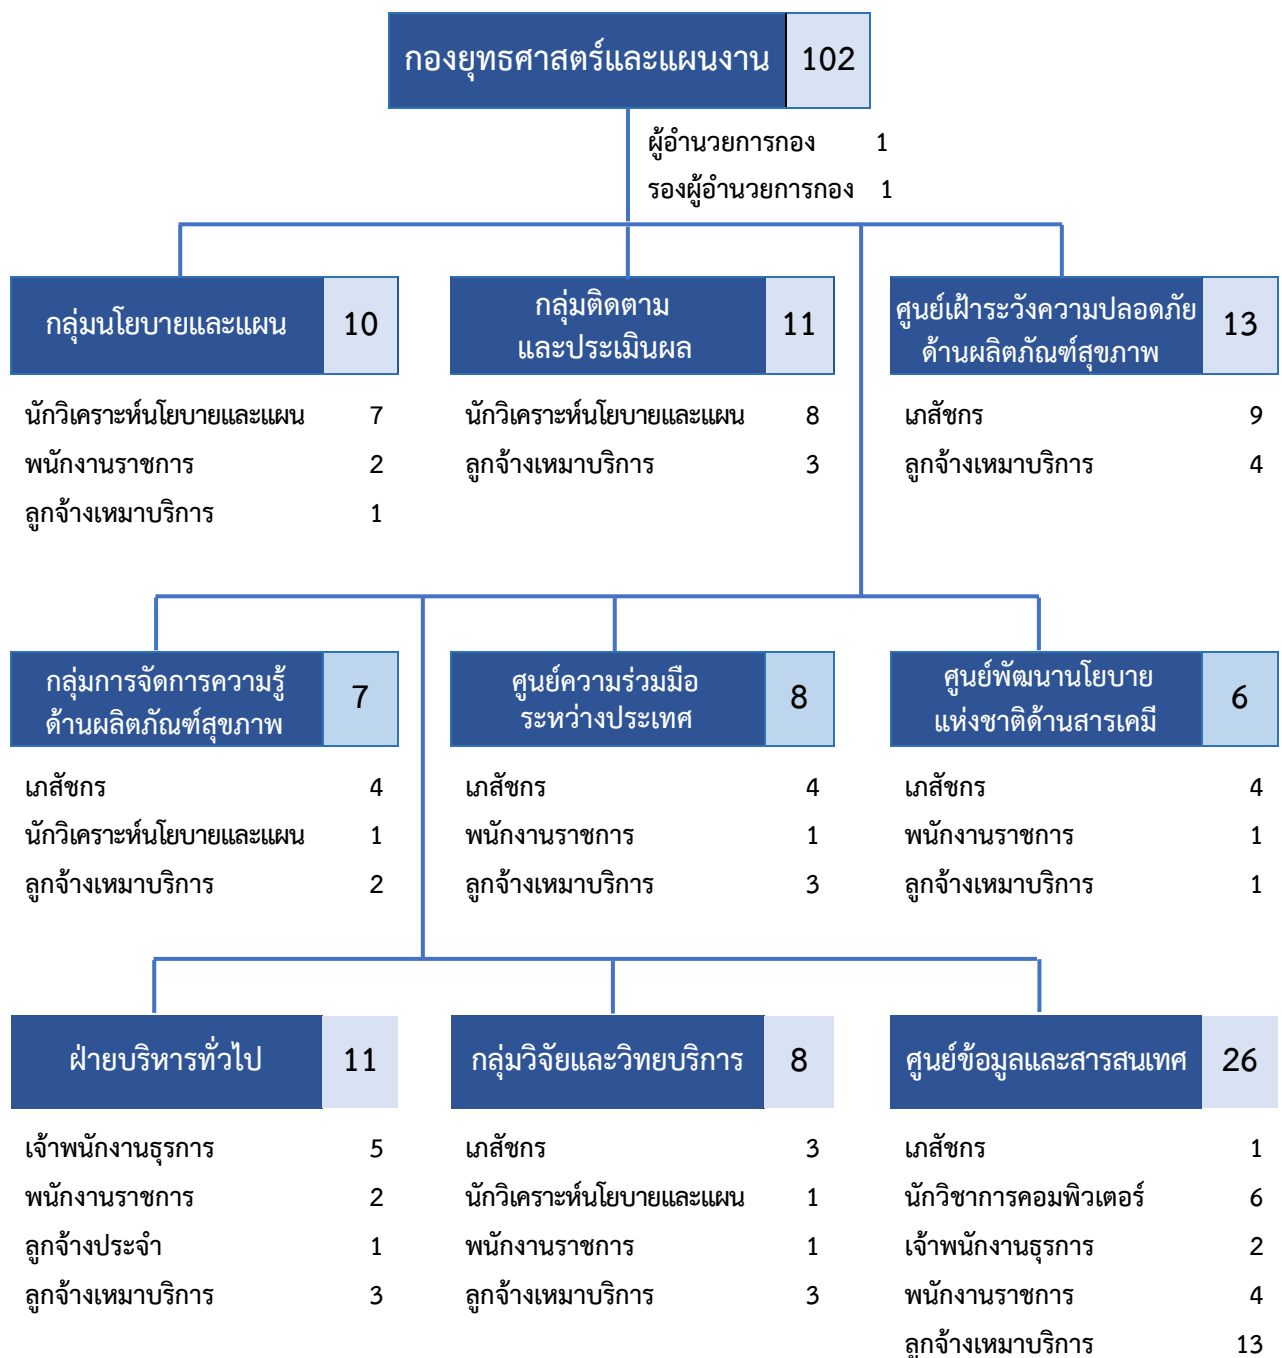 กองยุทธศาสตร์และแผนงาน 102
ผู้อำนวยการกอง 1
รองผู้อำนวยการกอง 1
กลุ่มนโยบายและแผน 10
นักวิเคราะห์นโยบายและแผน 7
พนักงานราชการ 2
ลูกจ้างเหมาบริการ 1
กลุ่มติดตาม
และประเมินผล 11
นักวิเคราะห์นโยบายและแผน 8
ลูกจ้างเหมาบริการ 3
ศูนย์เฝ้าระวังความปลอดภัย
ด้านผลิตภัณฑ์สุขภาพ 13
เภสัชกร 9
ลูกจ้างเหมาบริการ 4
กลุ่มการจัดการความรู้
ด้านผลิตภัณฑ์สุขภาพ 7
เภสัชกร 4
นักวิเคราะห์นโยบายและแผน 1
ลูกจ้างเหมาบริการ 2
ศูนย์ความร่วมมือ
ระหว่างประเทศ 8
เภสัชกร 4
พนักงานราชการ 1
ลูกจ้างเหมาบริการ 3
ศูนย์พัฒนานโยบาย
แห่งชาติด้านสารเคมี 6
เภสัชกร 4
พนักงานราชการ 1
ลูกจ้างเหมาบริการ 1
ฝ่ายบริหารทั่วไป 11
เจ้าพนักงานธุรการ 5
พนักงานราชการ 2
ลูกจ้างประจำ 1
ลูกจ้างเหมาบริการ 3
กลุ่มวิจัยและวิทยบริการ 8
เภสัชกร 3
นักวิเคราะห์นโยบายและแผน 1
พนักงานราชการ 1
ลูกจ้างเหมาบริการ 3
ศูนย์ข้อมูลและสารสนเทศ 26
เภสัชกร 1
นักวิชาการคอมพิวเตอร์ 6
เจ้าพนักงานธุรการ 2
พนักงานราชการ 4
ลูกจ้างเหมาบริการ 13